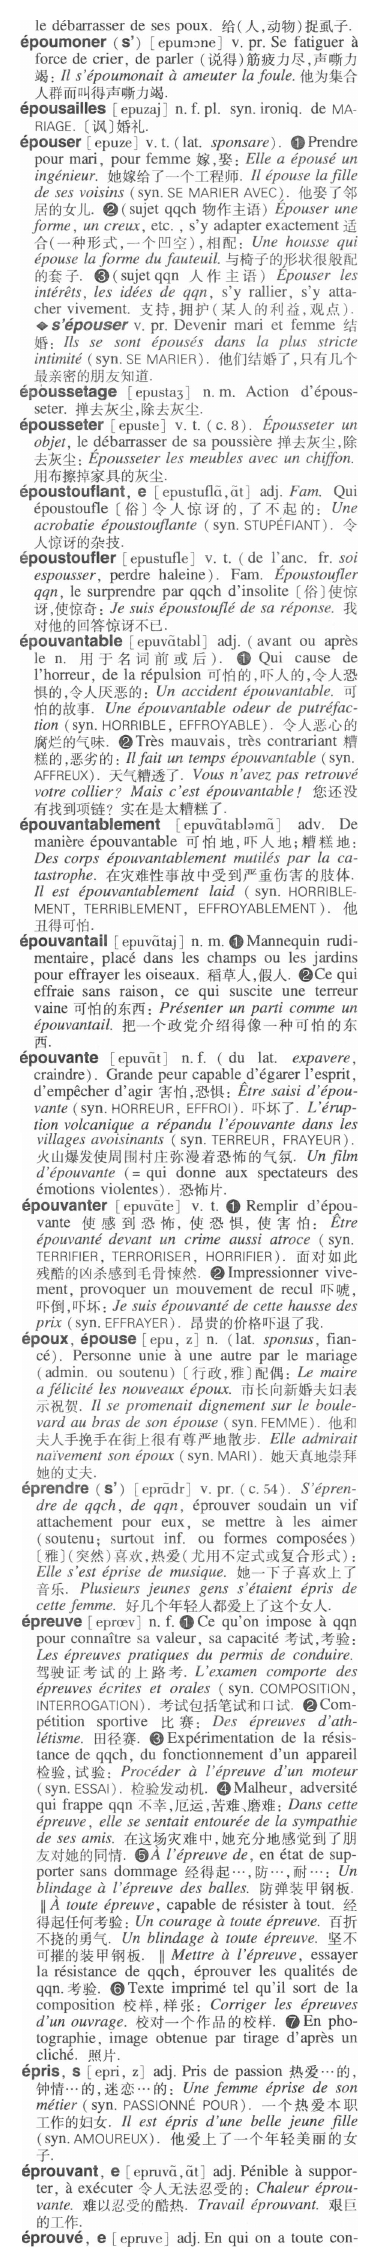 le débarrasser de ses poux. 给(人,动物)捉虱子.
époumoner (s') [epumɔne] v. pr. Se fatiguer à
force de crier, de parler (说得)筋疲力尽,声嘶力
竭: Il s'époumonait à ameuter la foule. 他为集合
人群而叫得声嘶力竭.
épousailles [epuzaj] n. f. pl. syn. ironiq. de MA-
RIAGE. 〔讽〕婚礼.
épouser [epuze] v. t. (lat. sponsare). ❶ Prendre
pour mari, pour femme 嫁,娶: Elle a épousé un
ingénieur. 她嫁给了一个工程师. Il épouse la fille
de ses voisins (syn. SE MARIER AVEC). 他娶了邻
居的女儿. ❷ (sujet qqch 物作主语) Épouser une
forme, un creux, etc., s'y adapter exactement 适
合(一种形式,一个凹空),相配: Une housse qui
épouse la forme du fauteuil. 与椅子的形状很般配
的套子. ❸ (sujet qqn 人作主语) Épouser les
intérêts, les idées de qqn, s'y rallier, s'y atta-
cher vivement. 支持,拥护(某人的利益,观点).
◆ s'épouser v. pr. Devenir mari et femme 结
婚: Ils se sont épousés dans la plus stricte
intimité (syn. SE MARIER). 他们结婚了,只有几个
最亲密的朋友知道.
époussetage [epustaʒ] n. m. Action d'épous-
seter. 掸去灰尘,除去灰尘.
épousseter [epuste] v. t. (c. 8). Épousseter un
objet, le débarrasser de sa poussière 掸去灰尘,除
去灰尘: Épousseter les meubles avec un chiffon.
用布擦掉家具的灰尘.
époustouflant, e [epustuflɑ̃, ɑ̃t] adj. Fam. Qui
époustoufle 〔俗〕令人惊讶的, 了不起的: Une
acrobatie époustouflante (syn. STUPÉFIANT). 令
人惊讶的杂技.
époustoufler [epustufle] v. t. (de l'anc. fr. soi
espousser, perdre haleine). Fam. Époustoufler
qqn, le surprendre par qqch d'insolite 〔俗〕使惊
讶,使惊奇: Je suis époustouflé de sa réponse. 我
对他的回答惊讶不已.
épouvantable [epuvɑ̃tabl] adj. (avant ou après
le n. 用于名词前或后). ❶ Qui cause de
l'horreur, de la répulsion 可怕的,吓人的,令人恐
惧的,令人厌恶的: Un accident épouvantable. 可
怕的故事. Une épouvantable odeur de putréfac-
tion (syn. HORRIBLE, EFFROYABLE). 令人恶心的
腐烂的气味. ❷ Très mauvais, très contrariant 糟
糕的,恶劣的: Il fait un temps épouvantable (syn.
AFFREUX). 天气糟透了. Vous n'avez pas retrouvé
votre collier? Mais c'est épouvantable! 您还没
有找到项链? 实在是太糟糕了.
épouvantablement [epuvɑ̃tabləmɑ̃] adv. De
manière épouvantable 可怕地,吓人地; 糟糕地:
Des corps épouvantablement mutilés par la ca-
tastrophe. 在灾难性事故中受到严重伤害的肢体.
Il est épouvantablement laid (syn. HORRIBLE-
MENT, TERRIBLEMENT, EFFROYABLEMENT). 他
丑得可怕.
épouvantail [epuvɑ̃taj] n. m. ❶ Mannequin rudi-
mentaire, placé dans les champs ou les jardins
pour effrayer les oiseaux. 稻草人,假人. ❷ Ce qui
effraie sans raison, ce qui suscite une terreur
vaine 可怕的东西: Présenter un parti comme un
épouvantail. 把一个政党介绍得像一种可怕的东
西.
épouvante [epuvɑ̃t] n. f. (du lat. expavere,
craindre). Grande peur capable d'égarer l'esprit,
d'empêcher d'agir 害怕,恐惧: Être saisi d'épou-
vante (syn. HORREUR, EFFROI). 吓坏了. L'érup-
tion volcanique a répandu l'épouvante dans les
villages avoisinants (syn. TERREUR, FRAYEUR).
火山爆发使周围村庄弥漫着恐怖的气氛. Un film
d'épouvante (= qui donne aux spectateurs des
émotions violentes). 恐怖片.
épouvanter [epuvɑ̃te] v. t. ❶ Remplir d'épou-
vante 使感到恐怖, 使恐惧, 使害怕: Être
épouvanté devant un crime aussi atroce (syn.
TERRIFIER, TERRORISER, HORRIFIER). 面对如此
残酷的凶杀感到毛骨悚然. ❷ Impressionner vive-
ment, provoquer un mouvement de recul 吓唬,
吓倒,吓坏: Je suis épouvanté de cette hausse des
prix (syn. EFFRAYER). 昂贵的价格吓退了我.
époux, épouse [epu, z] n. (lat. sponsus, fian-
cé). Personne unie à une autre par le mariage
(admin. ou soutenu) 〔行政,雅〕配偶: Le maire
a félicité les nouveaux époux. 市长向新婚夫妇表
示祝贺. Il se promenait dignement sur le boule-
vard au bras de son épouse (syn. FEMME). 他和
夫人手挽手在街上很有尊严地散步. Elle admirait
naïvement son époux (syn. MARI). 她天真地崇拜
她的丈夫.
éprendre (s') [eprɑ̃dr] v. pr. (c. 54). S'épren-
dre de qqch, de qqn, éprouver soudain un vif
attachement pour eux, se mettre à les aimer
(soutenu; surtout inf. ou formes composées)
〔雅〕(突然)喜欢,热爱(尤用不定式或复合形式):
Elle s'est éprise de musique. 她一下子喜欢上了
音乐. Plusieurs jeunes gens s'étaient épris de
cette femme. 好几个年轻人都爱上了这个女人.
épreuve [eprœv] n. f. ❶ Ce qu'on impose à qqn
pour connaître sa valeur, sa capacité 考试,考验:
Les épreuves pratiques du permis de conduire.
驾驶证考试的上路考. L'examen comporte des
épreuves écrites et orales (syn. COMPOSITION,
INTERROGATION). 考试包括笔试和口试. ❷ Com-
pétition sportive 比赛: Des épreuves d'ath-
létisme. 田径赛. ❸ Expérimentation de la résis-
tance de qqch, du fonctionnement d'un appareil
检验,试验: Procéder à l'épreuve d'un moteur
(syn. ESSAI). 检验发动机. ❹ Malheur, adversité
qui frappe qqn 不幸,厄运,苦难、磨难: Dans cette
épreuve, elle se sentait entourée de la sympathie
de ses amis. 在这场灾难中,她充分地感觉到了朋
友对她的同情. ❺ À l'épreuve de, en état de sup-
porter sans dommage 经得起…,防…,耐…: Un
blindage à l'épreuve des balles. 防弹装甲钢板.
‖ À toute épreuve, capable de résister à tout. 经
得起任何考验: Un courage à toute épreuve. 百折
不挠的勇气. Un blindage à toute épreuve. 坚不
可摧的装甲钢板. ‖ Mettre à l'épreuve, essayer
la résistance de qqch, éprouver les qualités de
qqn. 考验. ❻ Texte imprimé tel qu'il sort de la
composition 校样,样张: Corriger les épreuves
d'un ouvrage. 校对一个作品的校样. ❼ En pho-
tographie, image obtenue par tirage d'après un
cliché. 照片.
épris, s [epri, z] adj. Pris de passion 热爱…的,
钟情…的,迷恋…的: Une femme éprise de son
métier (syn. PASSIONNÉ POUR). 一个热爱本职
工作的妇女. Il est épris d'une belle jeune fille
(syn. AMOUREUX). 他爱上了一个年轻美丽的女
子.
éprouvant, e [epruvɑ̃, ɑ̃t] adj. Pénible à suppor-
ter, à exécuter 令人无法忍受的: Chaleur éprou-
vante. 难以忍受的酷热. Travail éprouvant. 艰巨
的工作.
éprouvé, e [epruve] adj. En qui on a toute con-